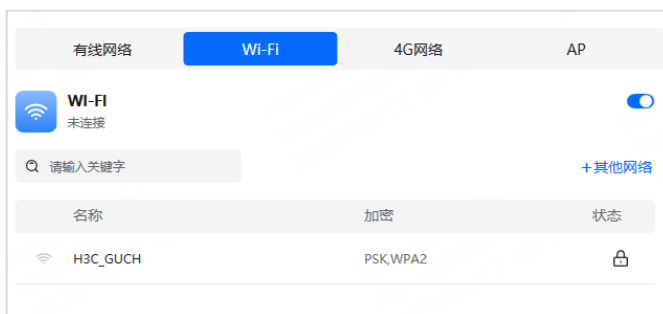 有线网络 Wi-Fi 4G网络 AP
WI-FI
未连接
请输入关键字 +其他网络
名称 加密 状态
H3C_GUCH PSK,WPA2